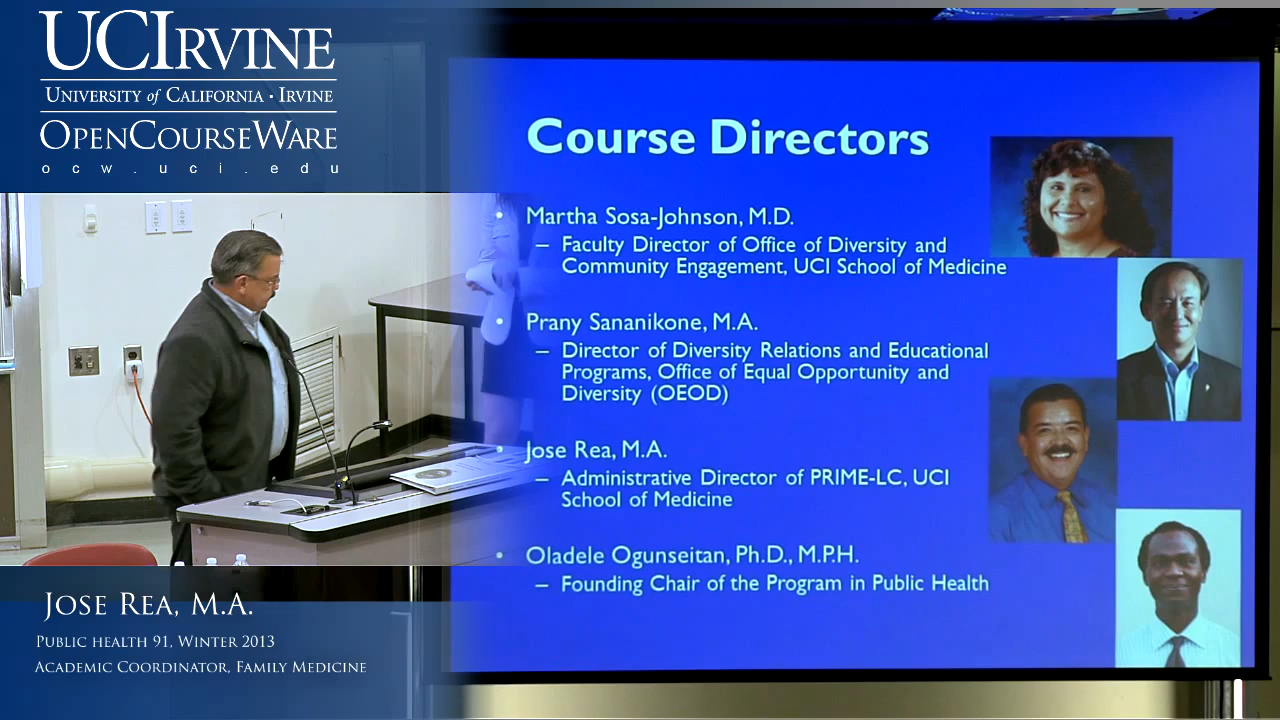 UCIRVINE
UNIVERSITY of CALIFORNIA · IRVINE
OPENCOURSEWARE
ocw.uci.edu
Course Directors
• Martha Sosa-Johnson, M.D.
– Faculty Director of Office of Diversity and
Community Engagement, UCI School of Medicine
• Prany Sananikone, M.A.
– Director of Diversity Relations and Educational
Programs, Office of Equal Opportunity and
Diversity (OEOD)
• Jose Rea, M.A.
– Administrative Director of PRIME-LC, UCI
School of Medicine
• Oladele Ogunseitan, Ph.D., M.P.H.
– Founding Chair of the Program in Public Health
JOSE REA, M.A.
PUBLIC HEALTH 91, WINTER 2013
ACADEMIC COORDINATOR, FAMILY MEDICINE